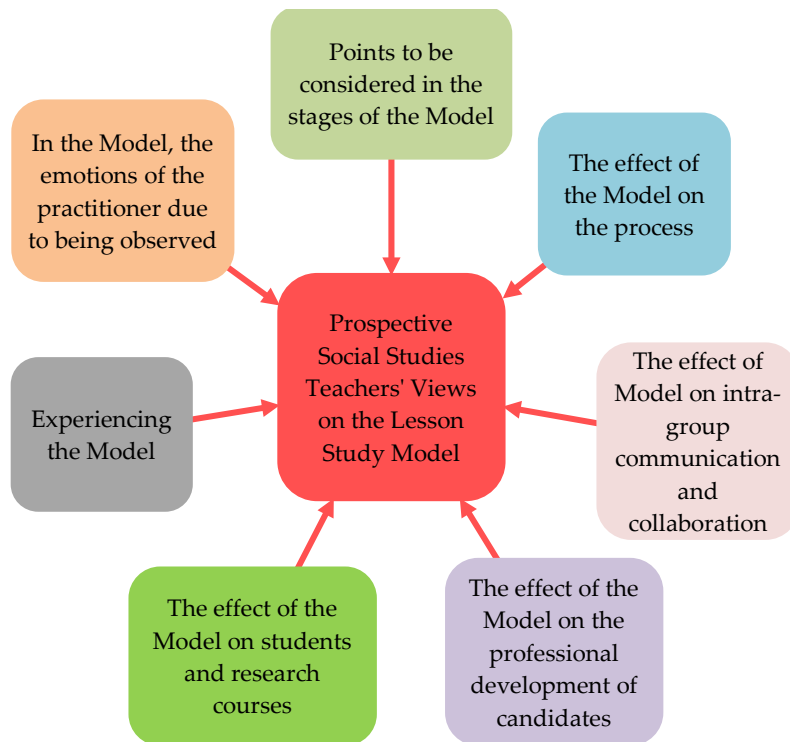 Points to be
considered in the
stages of the Model
In the Model, the
emotions of the
practitioner due
to being observed
The effect of
the Model on
the process
Prospective
Social Studies
Teachers' Views
on the Lesson
Study Model
Experiencing
the Model
The effect of
Model on intra-
group
communication
and
collaboration
The effect of the
Model on students
and research
courses
The effect of the
Model on the
professional
development of
candidates